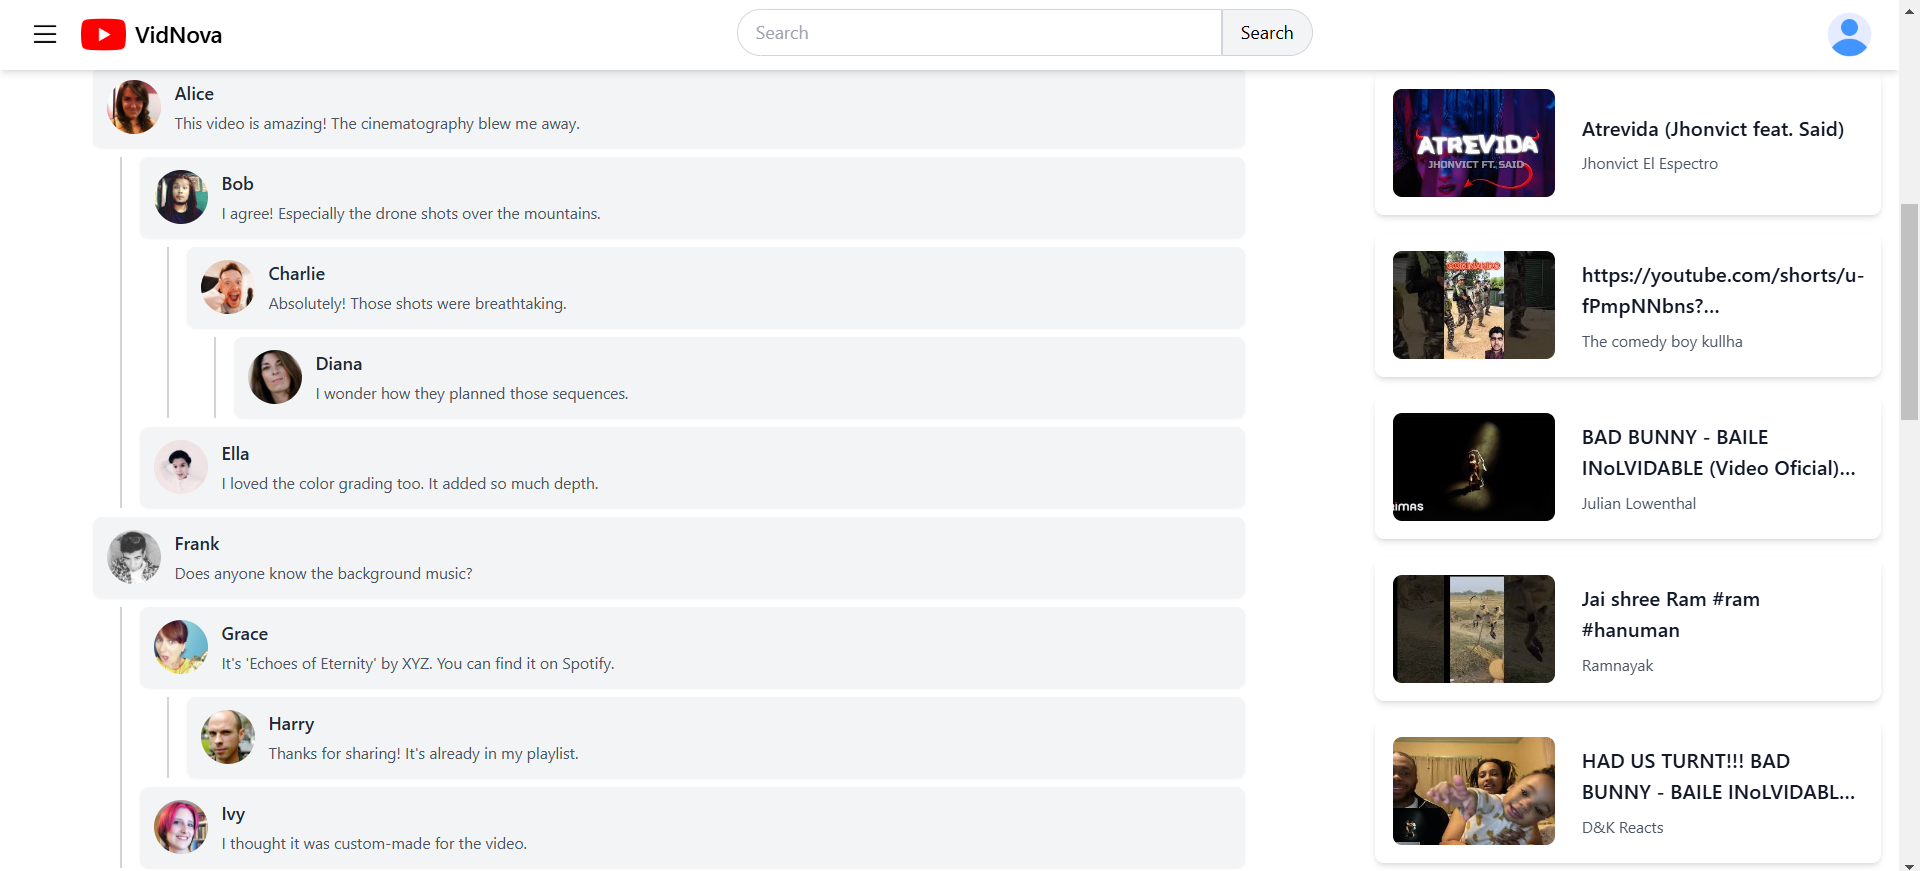 VidNova
Search
Search
Alice
This video is amazing! The cinematography blew me away.
Bob
I agree! Especially the drone shots over the mountains.
Charlie
Absolutely! Those shots were breathtaking.
Diana
I wonder how they planned those sequences.
Ella
I loved the color grading too. It added so much depth.
Frank
Does anyone know the background music?
Grace
It's 'Echoes of Eternity' by XYZ. You can find it on Spotify.
Harry
Thanks for sharing! It's already in my playlist.
Ivy
I thought it was custom-made for the video.
ATREVIDA
JHONVICT FT. SAID
Atrevida (Jhonvict feat. Said)
Jhonvict El Espectro
https://youtube.com/shorts/u-
fPmpNNbns?...
The comedy boy kullha
IMAS
BAD BUNNY - BAILE
INoLVIDABLE (Video Oficial)...
Julian Lowenthal
Jai shree Ram #ram
#hanuman
Ramnayak
HAD US TURNT!!! BAD
BUNNY - BAILE INoLVIDABL...
D&K Reacts